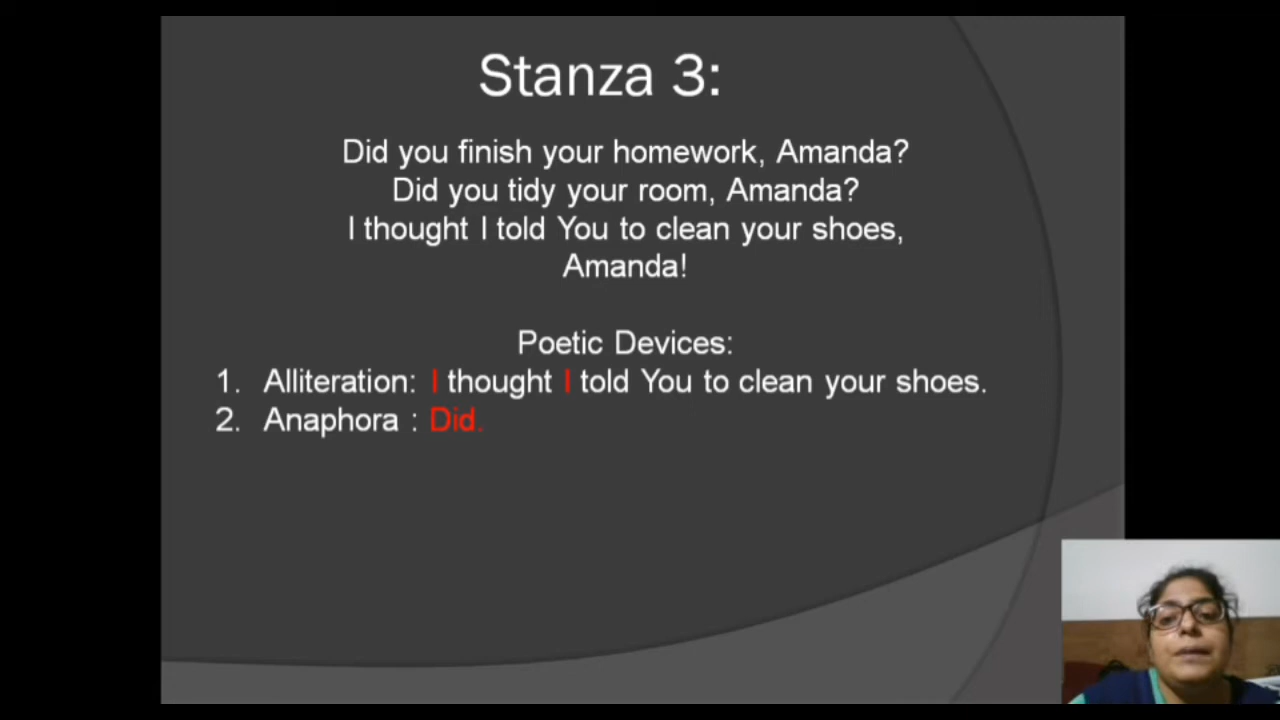 Stanza 3:
Did you finish your homework, Amanda?
Did you tidy your room, Amanda?
I thought I told You to clean your shoes,
Amanda!
Poetic Devices:
1. Alliteration: I thought I told You to clean your shoes.
2. Anaphora : Did.